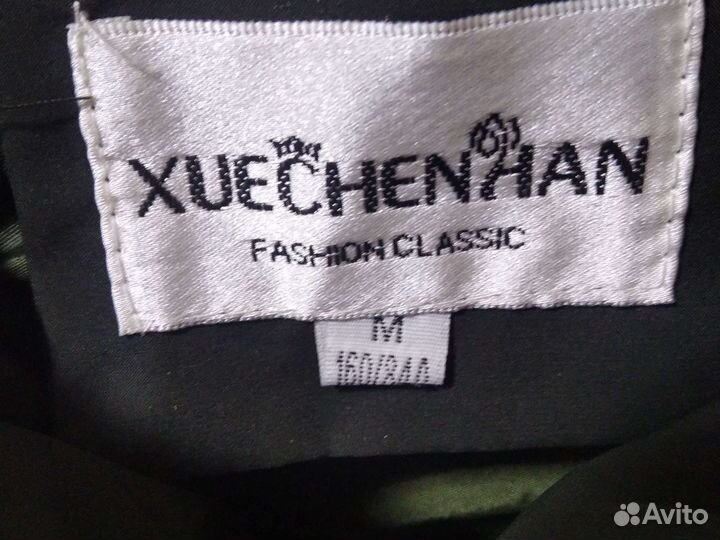 XUECHENHAN
FASHION CLASSIC
M
160/84A
Avito